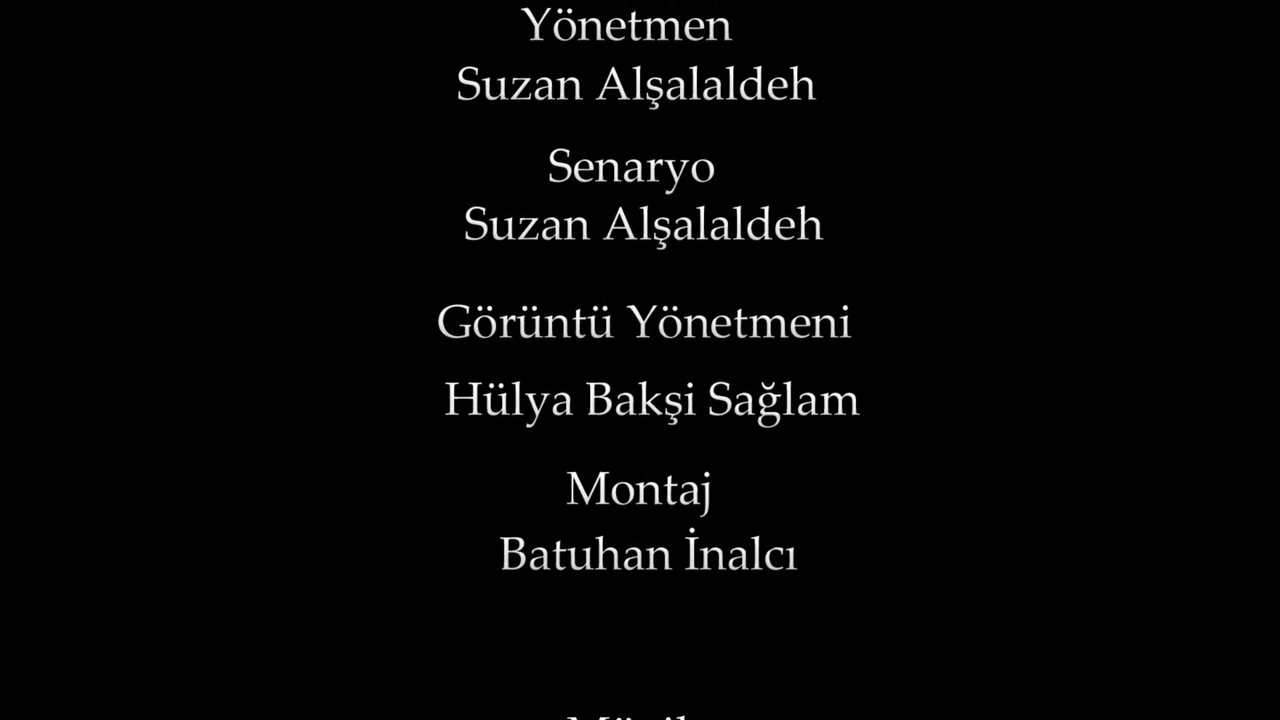 Yönetmen
Suzan Alşalaldeh
Senaryo
Suzan Alşalaldeh
Görüntü Yönetmeni
Hülya Bakşi Sağlam
Montaj
Batuhan İnalcı